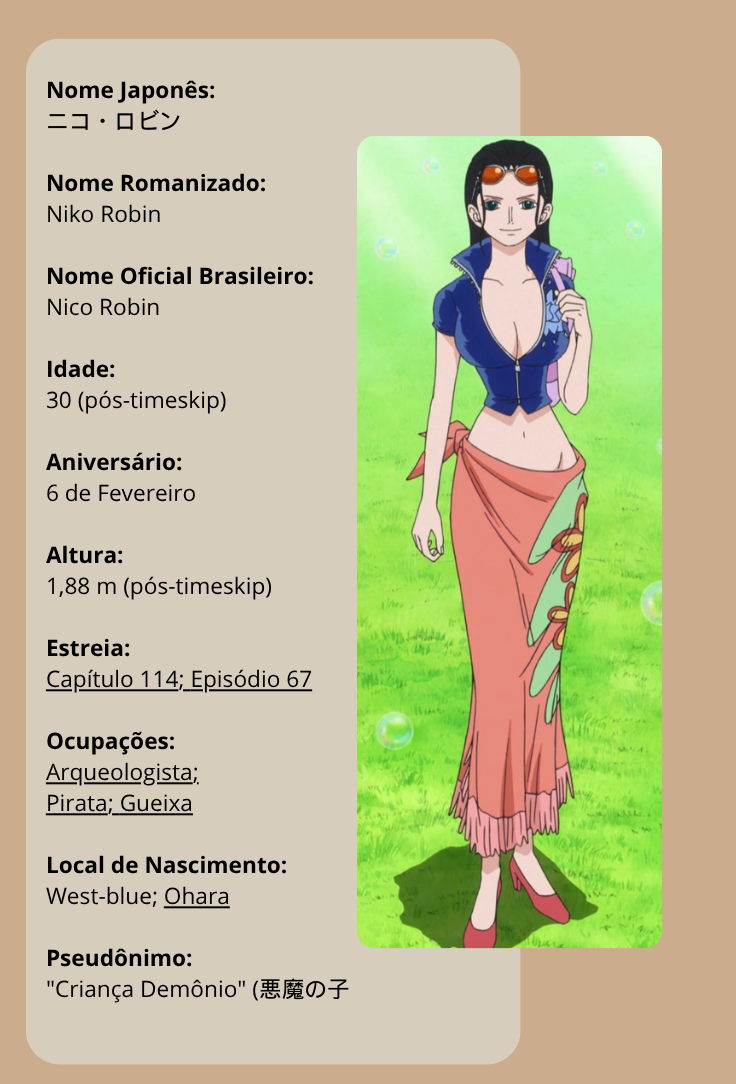 Nome Japonês:
ニコ・ロビン
Nome Romanizado:
Niko Robin
Nome Oficial Brasileiro:
Nico Robin
Idade:
30 (pós-timeskip)
Aniversário:
6 de Fevereiro
Altura:
1,88 m (pós-timeskip)
Estreia:
Capítulo 114; Episódio 67
Ocupações:
Arqueologista;
Pirata; Gueixa
Local de Nascimento:
West-blue; Ohara
Pseudônimo:
"Criança Demônio" (悪魔の子